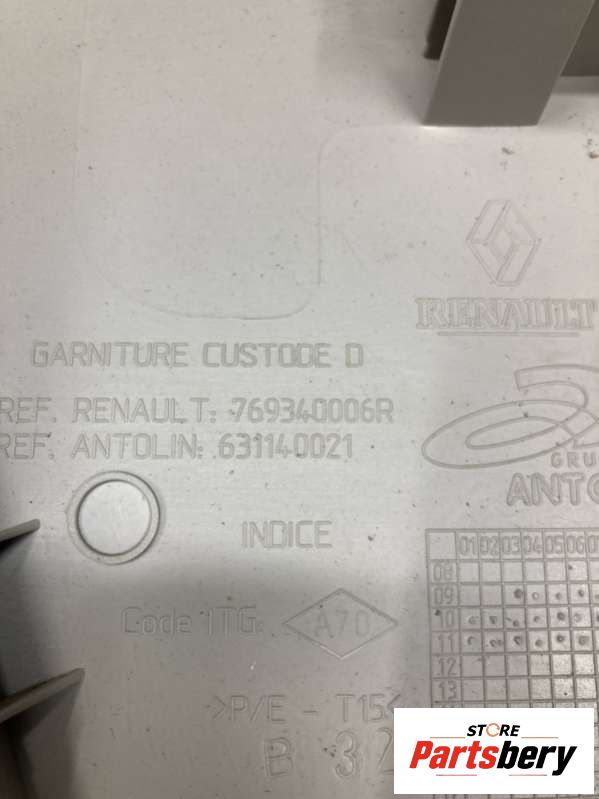 RENAULT
GARNITURE CUSTODE D
REF. RENAULT: 769340006R
REF. ANTOLIN: 631140021
GRU
ANTO
INDICE
01 02 03 04 05 06
08
09
10
11
12
13
Code ITG: A70
>P/E - T15<
B 32
STORE
Partsbery